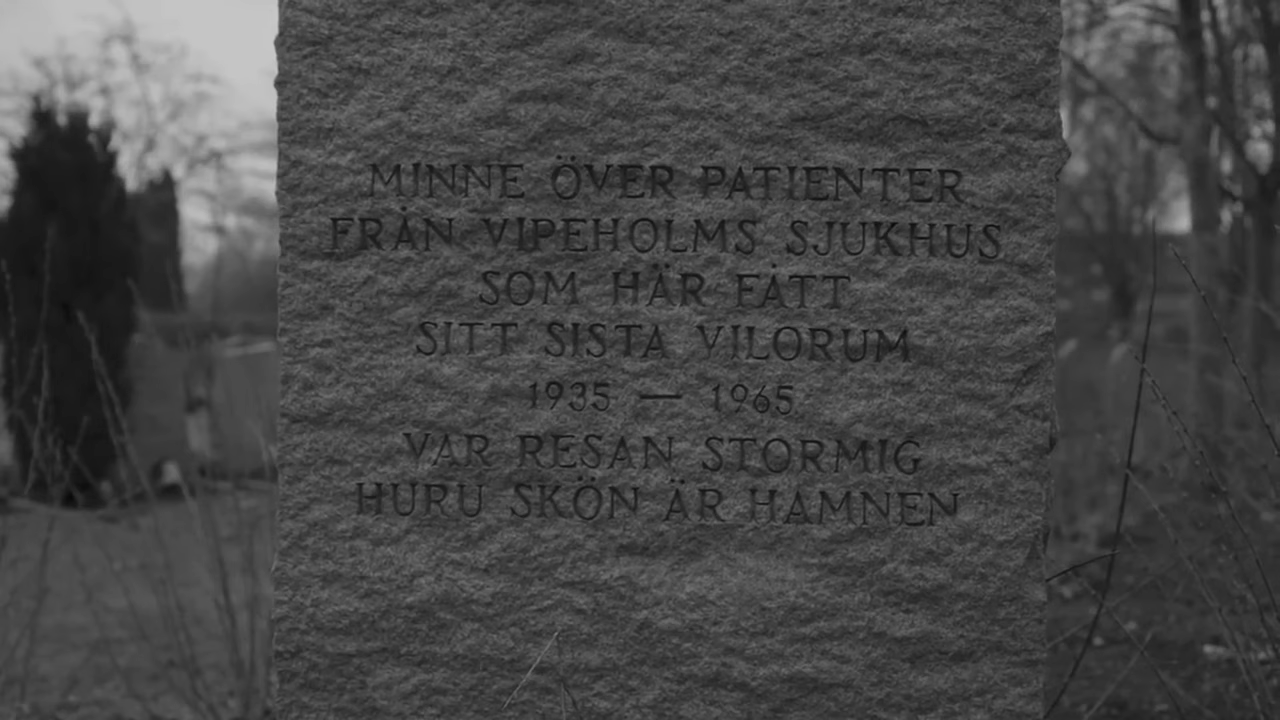 MINNE ÖVER PATIENTER
FRÅN VIPEHOLMS SJUKHUS
SOM HÄR FÅTT
SITT SISTA VILORUM
1935 — 1965
VAR RESAN STORMIG
HURU SKÖN ÄR HAMNEN